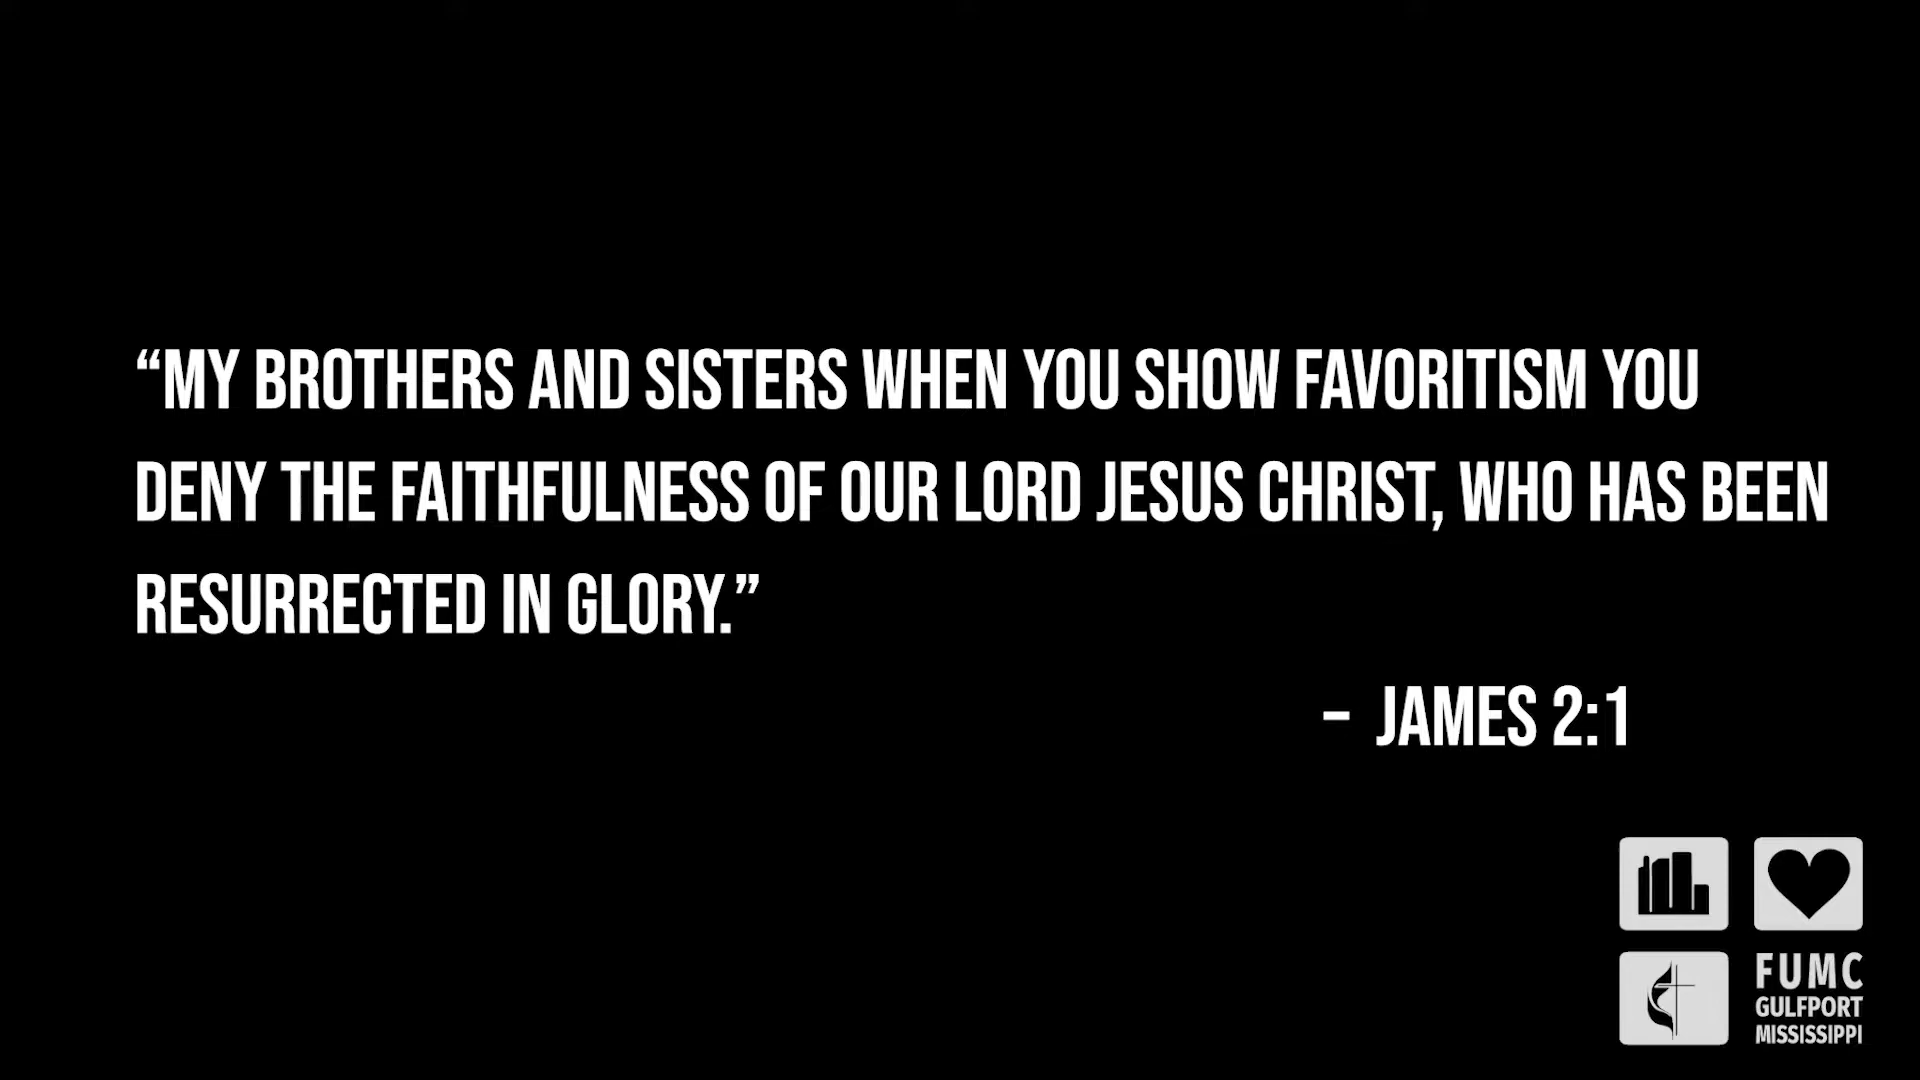 “MY BROTHERS AND SISTERS WHEN YOU SHOW FAVORITISM YOU
DENY THE FAITHFULNESS OF OUR LORD JESUS CHRIST, WHO HAS BEEN
RESURRECTED IN GLORY.”
– JAMES 2:1
FUMC
GULFPORT
MISSISSIPPI